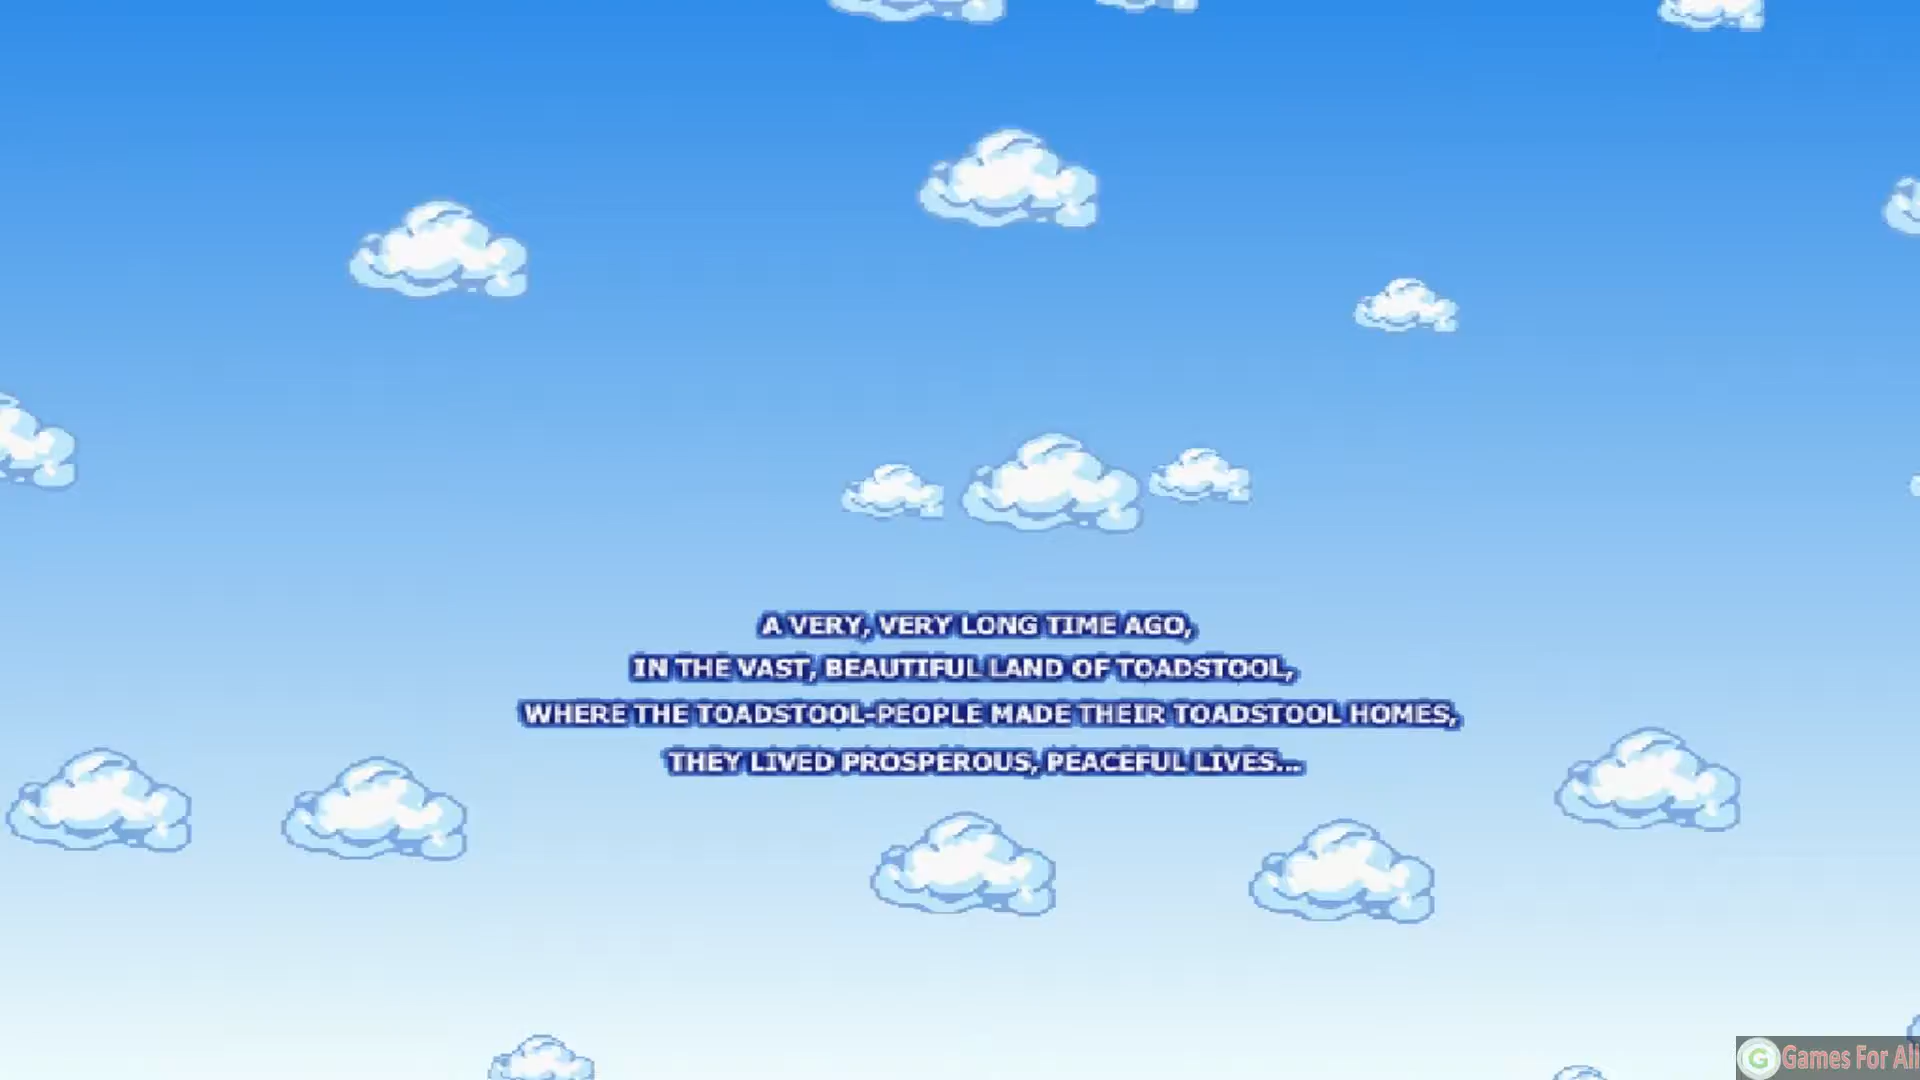 A VERY, VERY LONG TIME AGO,
IN THE VAST, BEAUTIFUL LAND OF TOADSTOOL,
WHERE THE TOADSTOOL-PEOPLE MADE THEIR TOADSTOOL HOMES,
THEY LIVED PROSPEROUS, PEACEFUL LIVES...
G Games For All